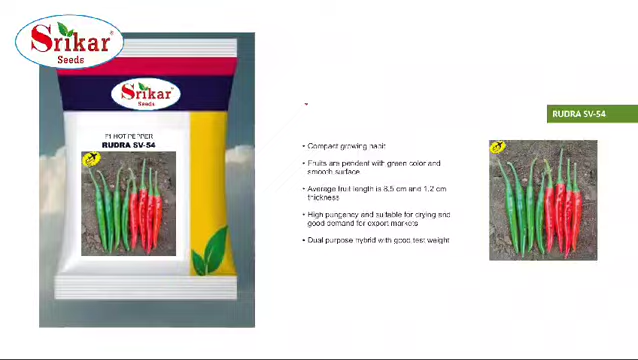 Srikar
Seeds
Srikar
Seeds
F1 HOT PEPPER
RUDRA SV-54
RUDRA SV-54
• Compact growing habit
• Fruits are pendent with green color and
smooth surface
• Average fruit length is 8.5 cm and 1.2 cm
thickness
• High pungency and suitable for drying and
good demand for export markets
• Dual purpose hybrid with good test weight